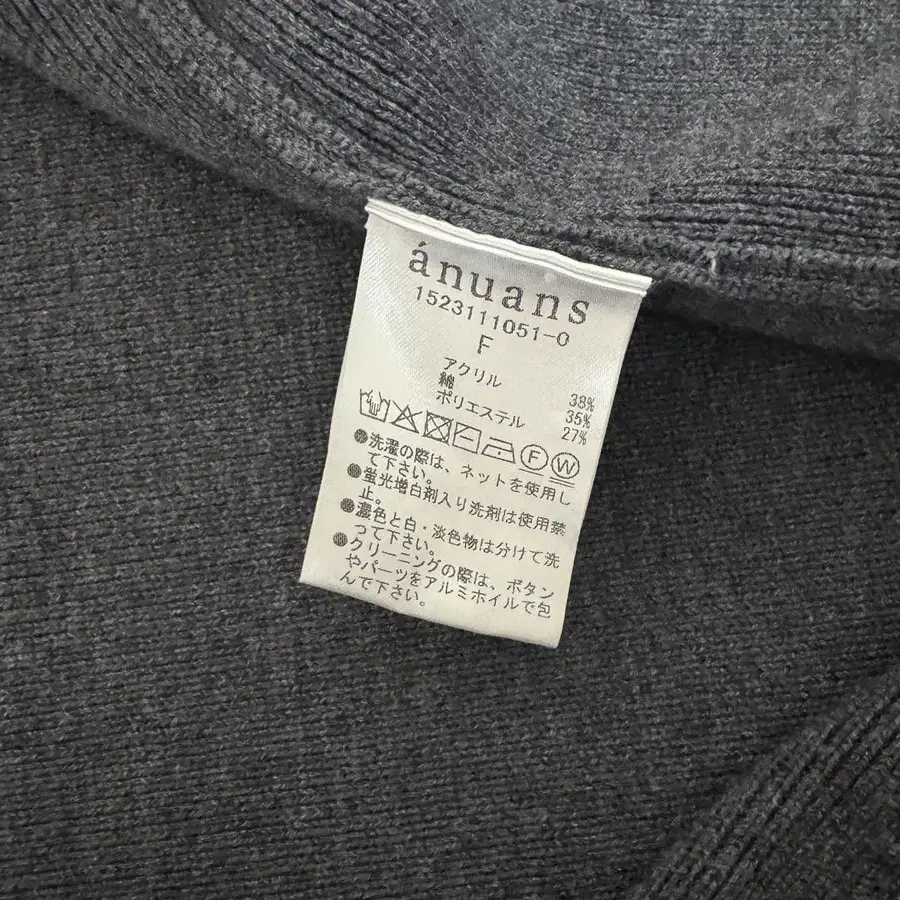 ánuans
1523111051-0
F
アクリル 38%
綿 35%
ポリエステル 27%
F W
●洗濯の際は、ネットを使用し
て下さい。
●蛍光増白剤入り洗剤は使用禁
止。
●濃色と白・淡色物は分けて洗
って下さい。
●クリーニングの際は、ボタン
やパーツをアルミホイルで包
んで下さい。